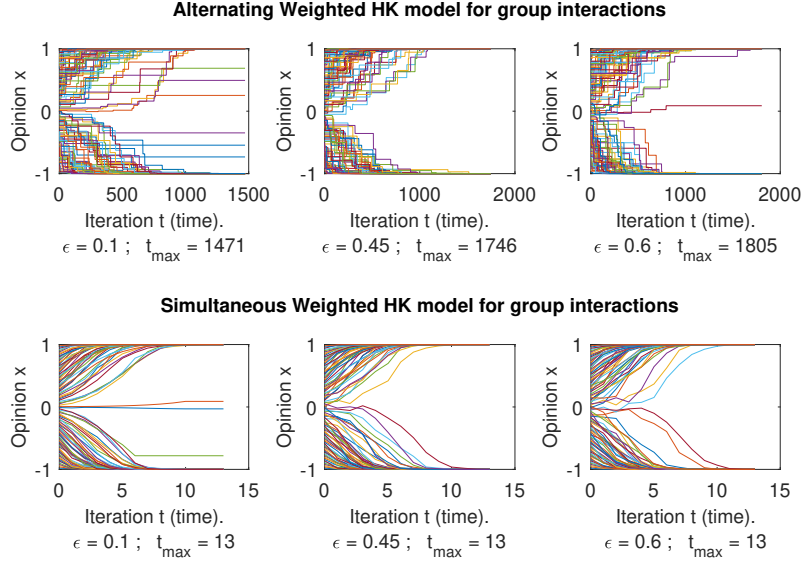 Alternating Weighted HK model for group interactions
1
0
-1
Opinion x
0 500 1000 1500
Iteration t (time).
ϵ = 0.1 ; t_max = 1471
1
0
-1
Opinion x
0 1000 2000
Iteration t (time).
ϵ = 0.45 ; t_max = 1746
1
0
-1
Opinion x
0 1000 2000
Iteration t (time).
ϵ = 0.6 ; t_max = 1805
Simultaneous Weighted HK model for group interactions
1
0
-1
Opinion x
0 5 10 15
Iteration t (time).
ϵ = 0.1 ; t_max = 13
1
0
-1
Opinion x
0 5 10 15
Iteration t (time).
ϵ = 0.45 ; t_max = 13
1
0
-1
Opinion x
0 5 10 15
Iteration t (time).
ϵ = 0.6 ; t_max = 13